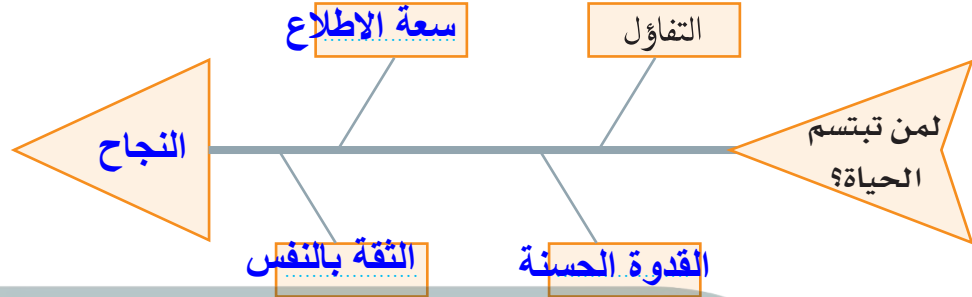 التفاؤل
سعة الاطلاع
لمن تبتسم
الحياة؟
النجاح
القدوة الحسنة
الثقة بالنفس